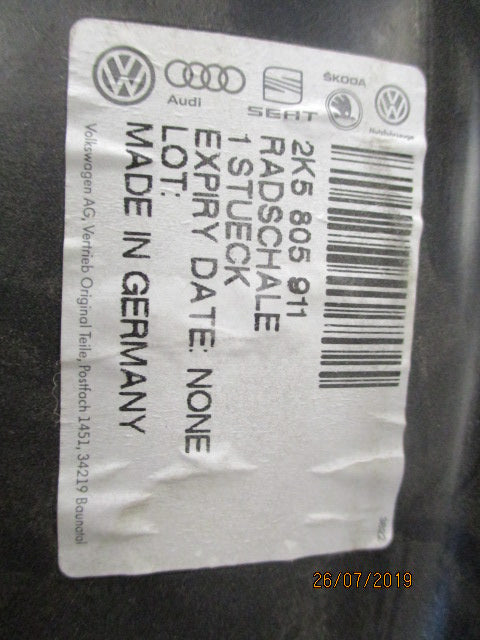 Audi
SEAT
ŠKODA
Nutzfahrzeuge
2K5 805 911
RADSCHALE
1 STUECK
EXPIRY DATE: NONE
LOT:
MADE IN GERMANY
Volkswagen AG, Vertrieb Original Teile, Postfach 1451, 34219 Baunatal
26/07/2019